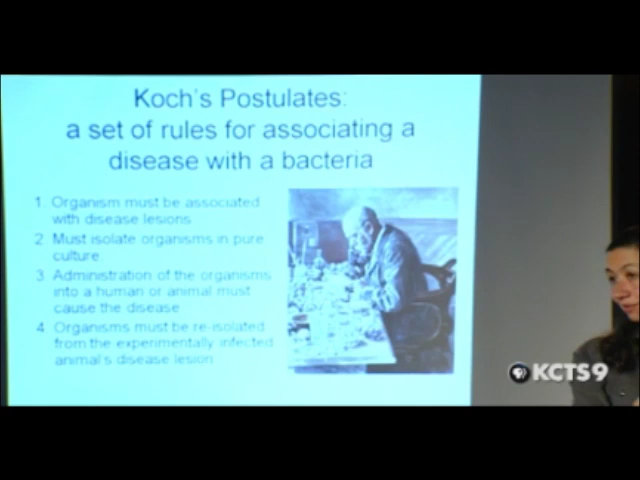 Koch's Postulates:
a set of rules for associating a
disease with a bacteria
1. Organism must be associated
with disease lesions
2 Must isolate organisms in pure
culture
3 Administration of the organisms
into a human or animal must
cause the disease
4 Organisms must be re-isolated
from the experimentally infected
animal's disease lesion
KCTS9